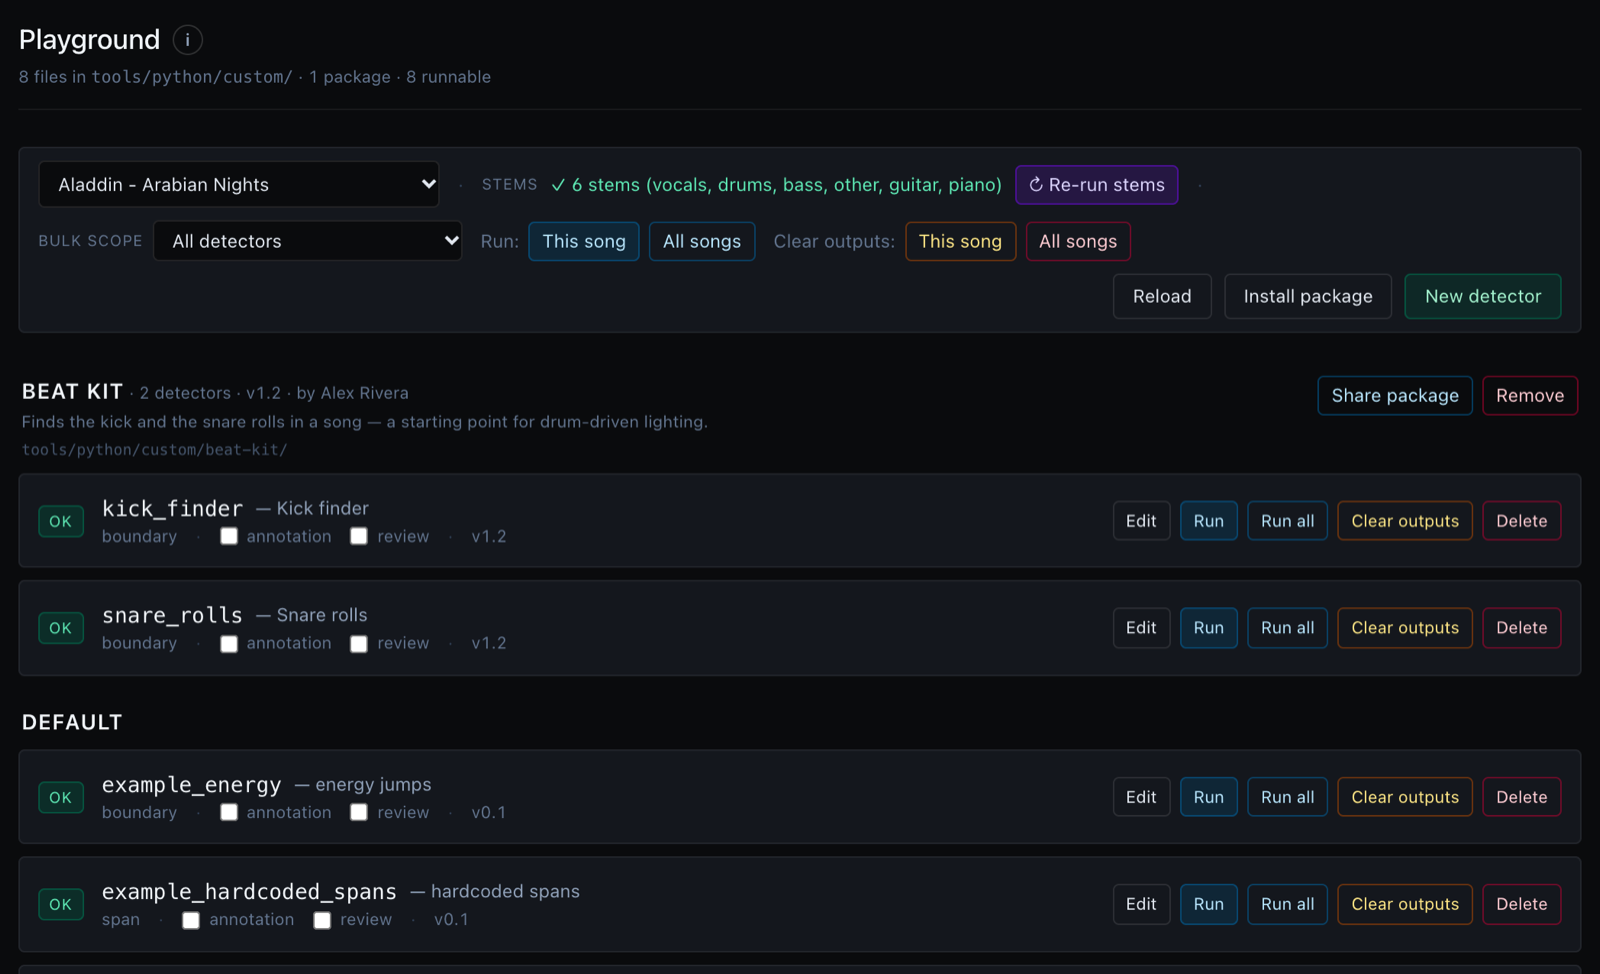 Playground i
8 files in tools/python/custom/ · 1 package · 8 runnable
Aladdin - Arabian Nights · STEMS ✓ 6 stems (vocals, drums, bass, other, guitar, piano) ↻ Re-run stems ·
BULK SCOPE All detectors Run: This song All songs Clear outputs: This song All songs
Reload Install package New detector
BEAT KIT · 2 detectors · v1.2 · by Alex Rivera Share package Remove
Finds the kick and the snare rolls in a song — a starting point for drum-driven lighting.
tools/python/custom/beat-kit/
OK kick_finder — Kick finder Edit Run Run all Clear outputs Delete
boundary · annotation review · v1.2
OK snare_rolls — Snare rolls Edit Run Run all Clear outputs Delete
boundary · annotation review · v1.2
DEFAULT
OK example_energy — energy jumps Edit Run Run all Clear outputs Delete
boundary · annotation review · v0.1
OK example_hardcoded_spans — hardcoded spans Edit Run Run all Clear outputs Delete
span · annotation review · v0.1